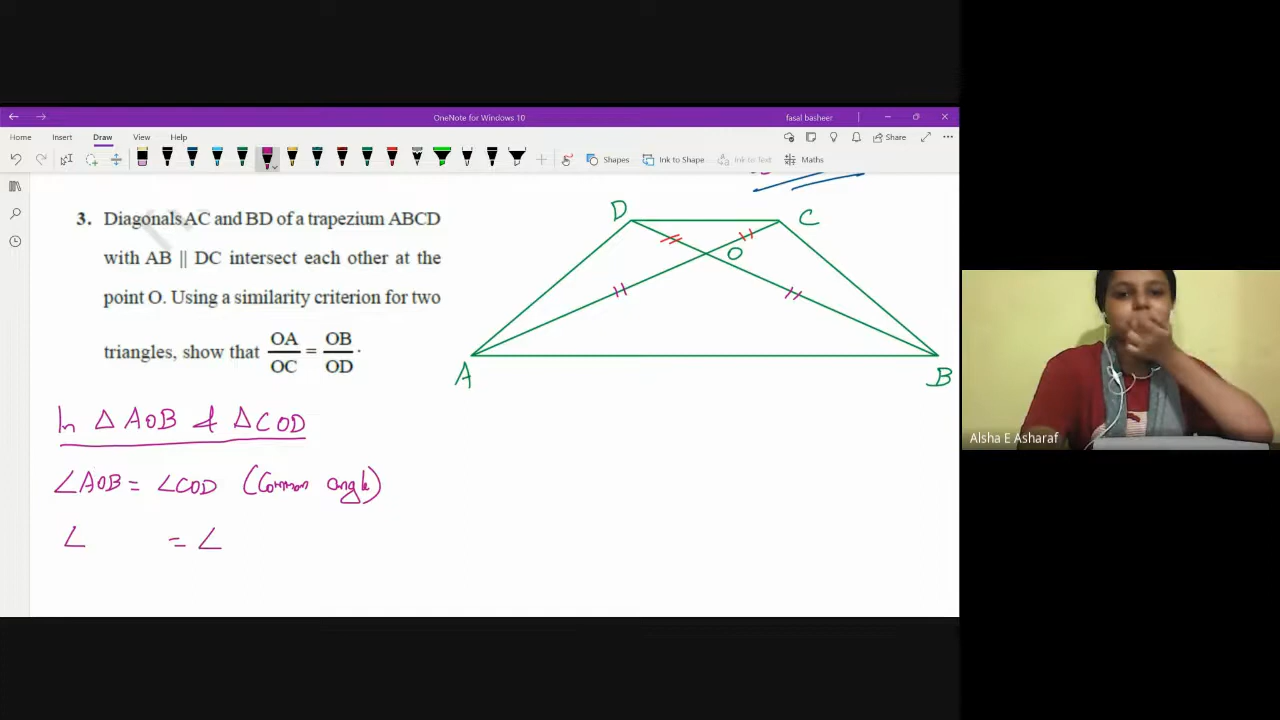 OneNote for Windows 10
fasal basheer
Home Insert Draw View Help
Share
Shapes Ink to Shape Ink to Text Maths
3. Diagonals AC and BD of a trapezium ABCD
with AB || DC intersect each other at the
point O. Using a similarity criterion for two
triangles, show that OA/OC = OB/OD.
D C
O
A B
In △AOB & △COD
∠AOB = ∠COD (Common angle)
∠ = ∠
Alsha E Asharaf